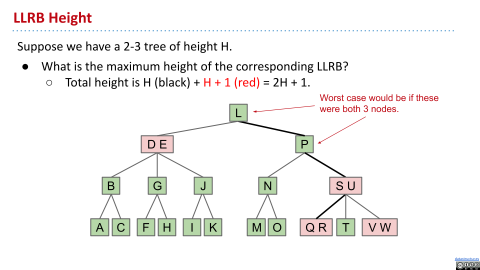 LLRB Height
Suppose we have a 2-3 tree of height H.
● What is the maximum height of the corresponding LLRB?
○ Total height is H (black) + H + 1 (red) = 2H + 1.
Worst case would be if these
were both 3 nodes.
L
D E
P
B
G
J
N
S U
A
C
F
H
I
K
M
O
Q R
T
V W